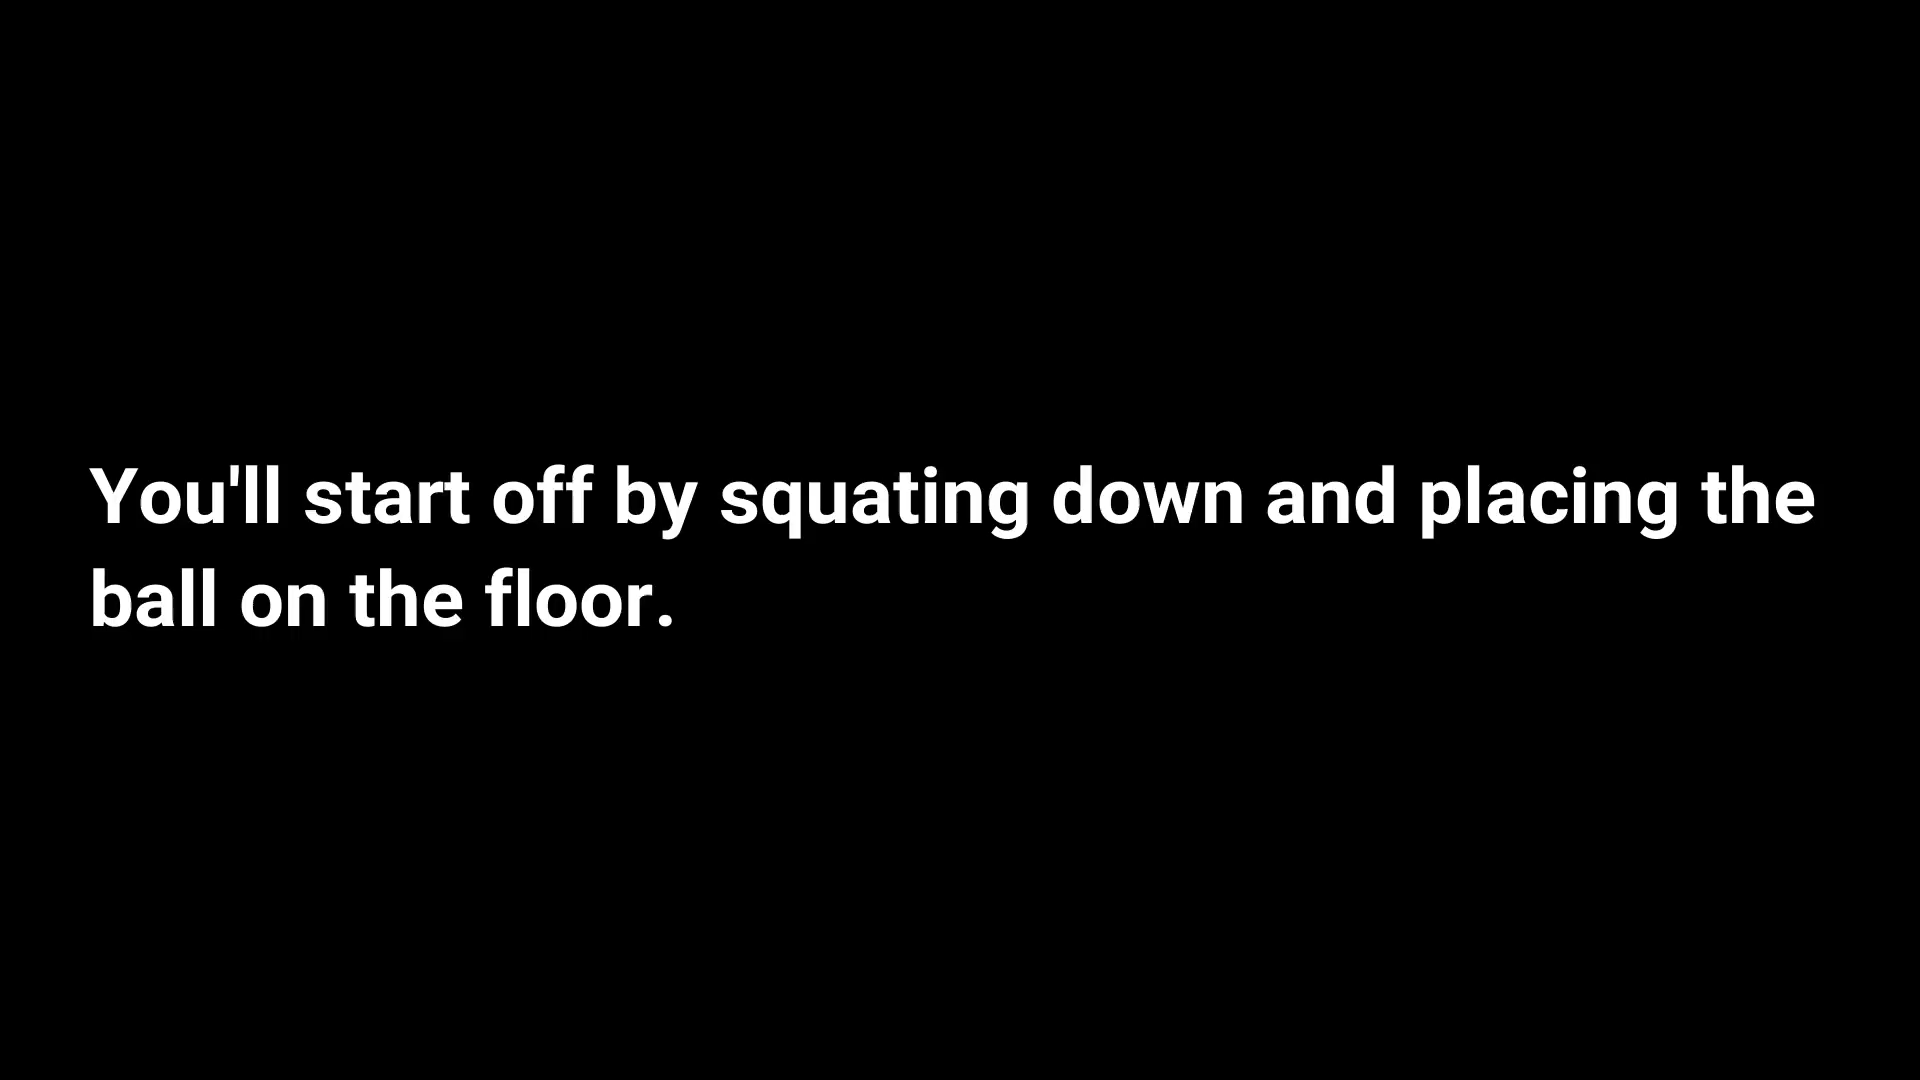 You'll start off by squating down and placing the
ball on the floor.